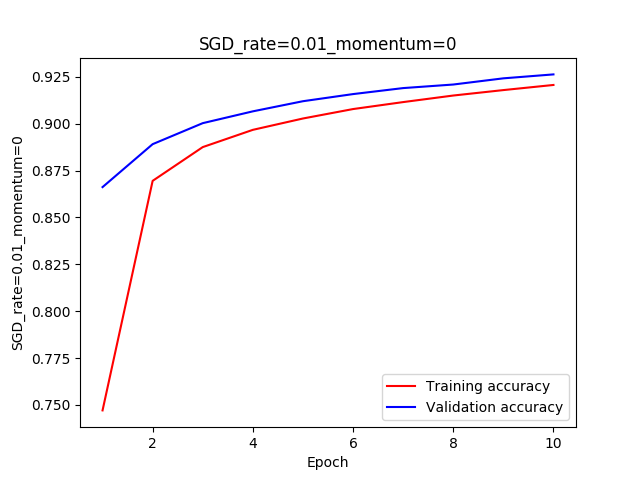 SGD_rate=0.01_momentum=0
SGD_rate=0.01_momentum=0
0.925
0.900
0.875
0.850
0.825
0.800
0.775
0.750
Training accuracy
Validation accuracy
2
4
6
8
10
Epoch